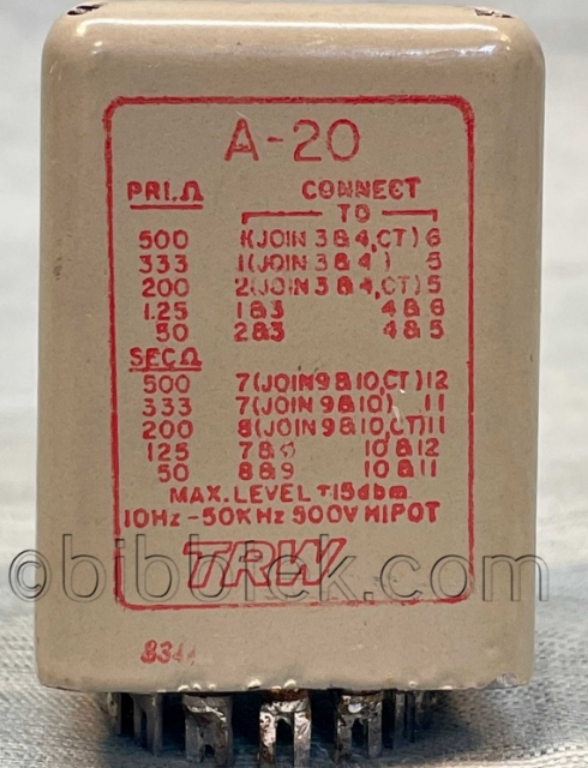 A-20
PRI.Ω CONNECT
TO
500 1(JOIN 3&4,CT)6
333 1(JOIN 3&4) 5
200 2(JOIN 3&4,CT)5
1.25 1&3 4&6
50 2&3 4&5
SEC Ω
500 7(JOIN 9&10,CT)12
333 7(JOIN 9&10) 11
200 8(JOIN 9&10,CT)11
125 7& 10&12
50 8&9 10&11
MAX.LEVEL +15dbm
10Hz-50KHz 500V HIPOT
©bibbtek.com
TRW